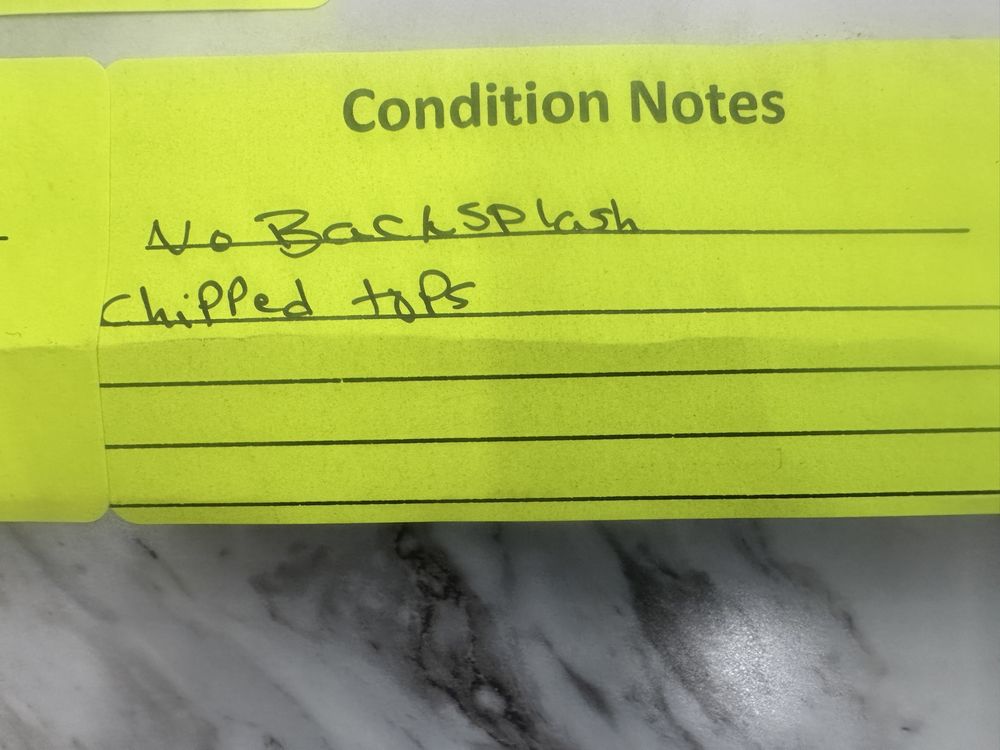 Condition Notes
No Backsplash
Chipped tops